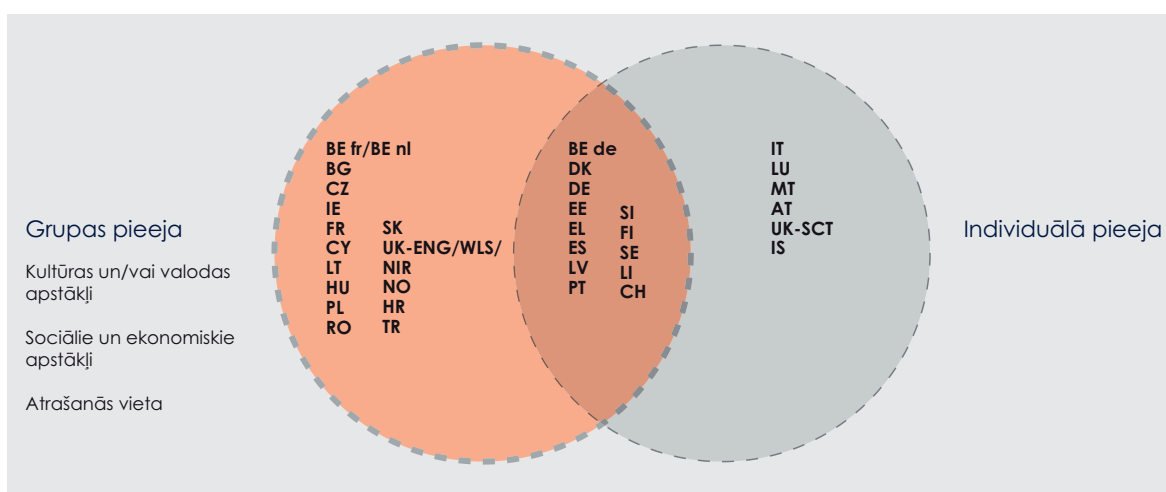 Grupas pieeja
Kultūras un/vai valodas
apstākļi
Sociālie un ekonomiskie
apstākļi
Atrašanās vieta
BE fr/BE nl
BG
CZ
IE
FR
CY
LT
HU
PL
RO
SK
UK-ENG/WLS/
NIR
NO
HR
TR
BE de
DK
DE
EE
EL
ES
LV
PT
SI
FI
SE
LI
CH
IT
LU
MT
AT
UK-SCT
IS
Individuālā pieeja